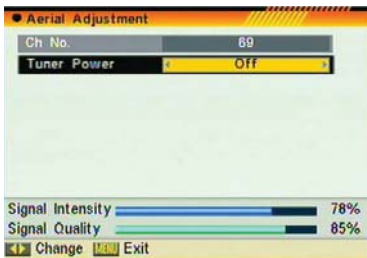 Aerial Adjustment
Ch No. 69
Tuner Power Off
Signal Intensity 78%
Signal Quality 85%
Change MENU Exit